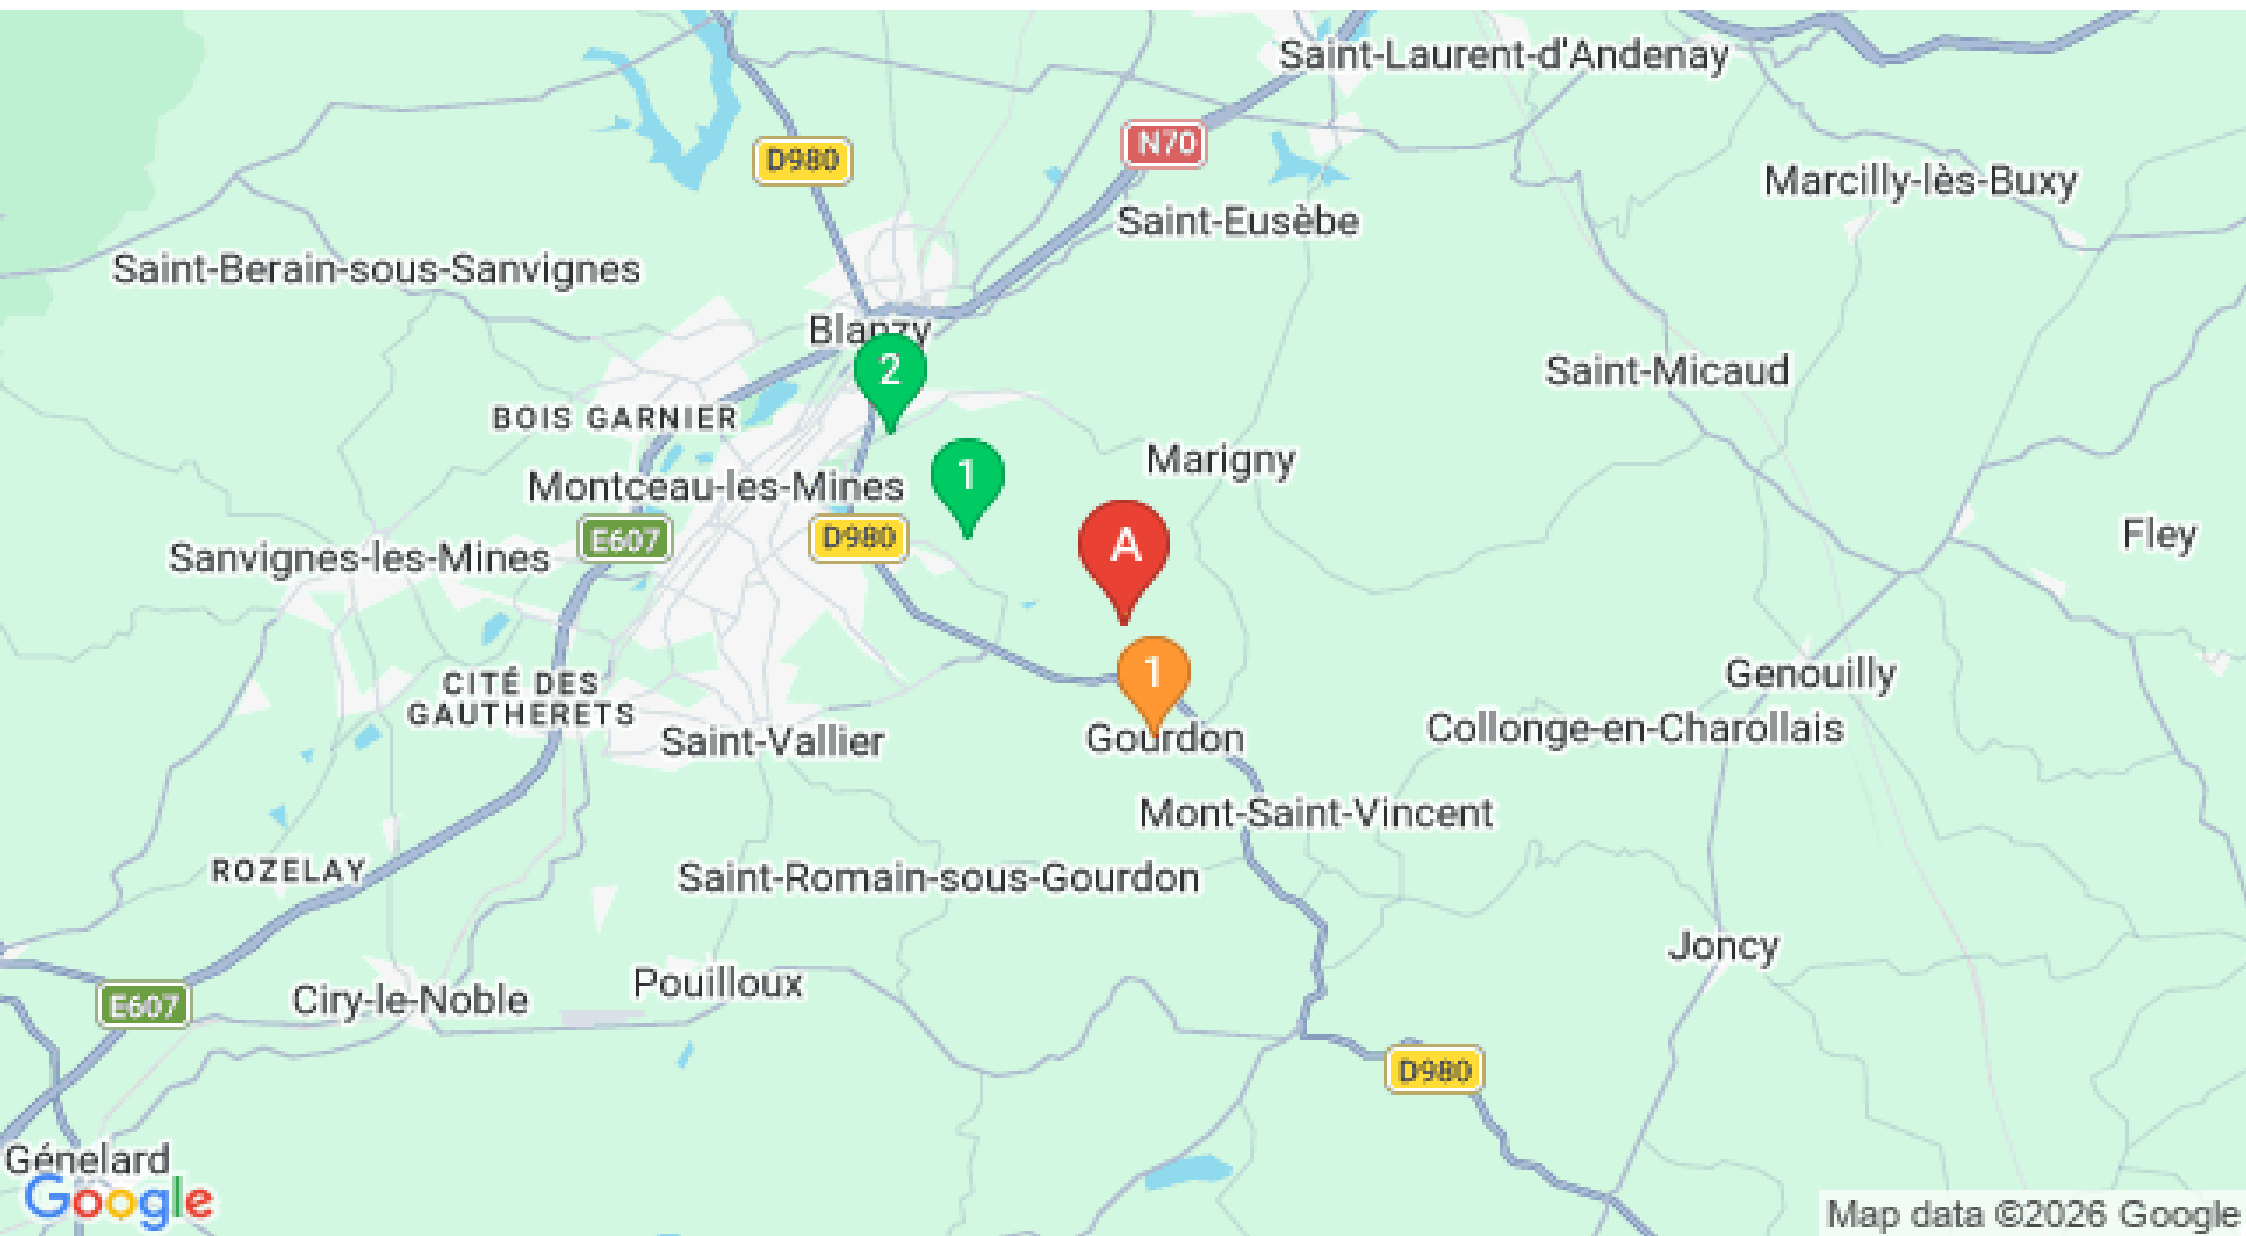 Saint-Laurent-d'Andenay
D980
N70
Marcilly-lès-Buxy
Saint-Eusèbe
Saint-Berain-sous-Sanvignes
Blanzy
2
Saint-Micaud
BOIS GARNIER
Marigny
1
Montceau-les-Mines
E607
D980
A
Fley
Sanvignes-les-Mines
1
Genouilly
CITÉ DES
GAUTHERETS
Saint-Vallier
Gourdon
Collonge-en-Charollais
Mont-Saint-Vincent
ROZELAY
Saint-Romain-sous-Gourdon
Joncy
Pouilloux
E607
Ciry-le-Noble
D980
Génelard
Google
Map data ©2026 Google